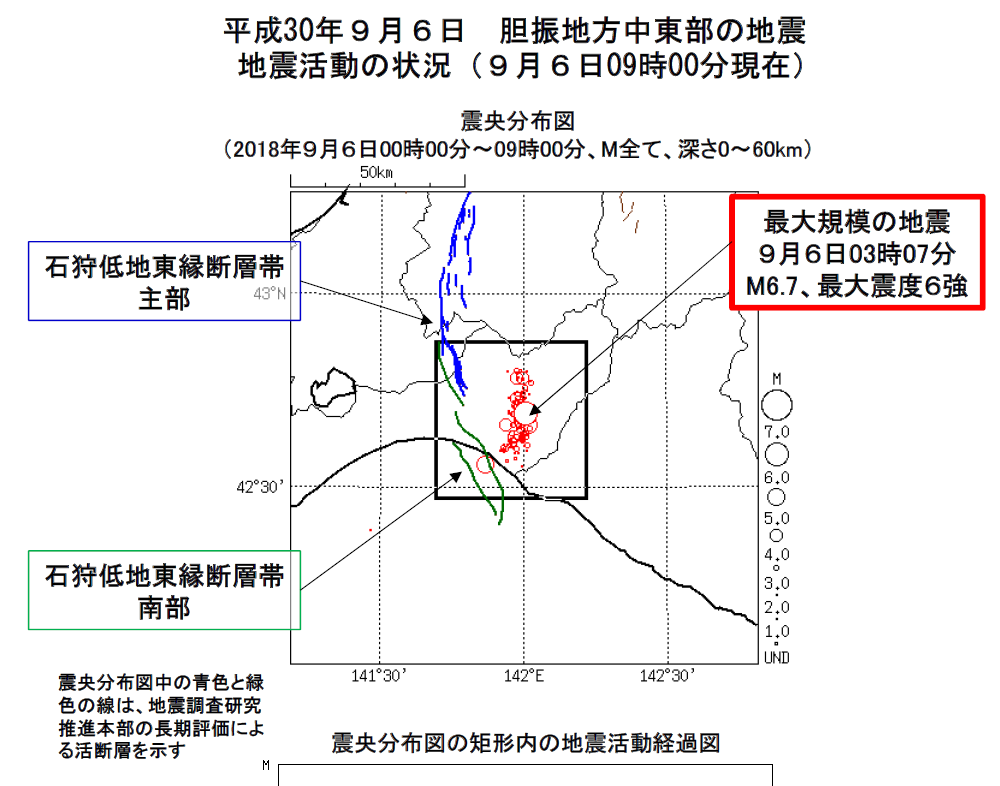 平成30年９月６日　胆振地方中東部の地震
地震活動の状況（９月６日09時00分現在）
震央分布図
（2018年９月６日00時00分～09時00分、M全て、深さ0～60km）
50km
最大規模の地震
９月６日03時07分
M6.7、最大震度６強
石狩低地東縁断層帯
主部
43°N
M
7.0
6.0
42°30'
5.0
4.0
石狩低地東縁断層帯
南部
3.0
2.0
1.0
UND
141°30'
142°E
142°30'
震央分布図中の青色と緑
色の線は、地震調査研究
推進本部の長期評価によ
る活断層を示す
震央分布図の矩形内の地震活動経過図
M